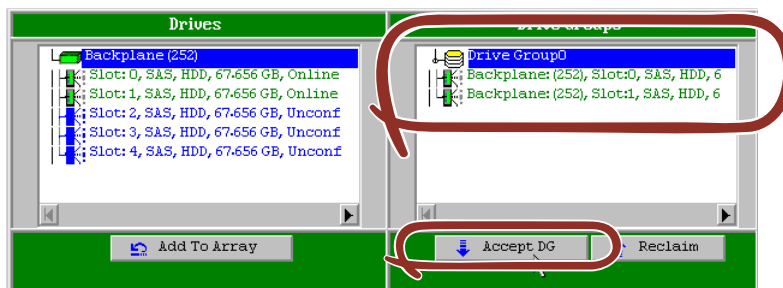 Drives
Drive Groups
Backplane (252)
Slot: 0, SAS, HDD, 67.656 GB, Online
Slot: 1, SAS, HDD, 67.656 GB, Online
Slot: 2, SAS, HDD, 67.656 GB, Unconf
Slot: 3, SAS, HDD, 67.656 GB, Unconf
Slot: 4, SAS, HDD, 67.656 GB, Unconf
Drive Group0
Backplane: (252), Slot:0, SAS, HDD, 6
Backplane: (252), Slot:1, SAS, HDD, 6
Add To Array
Accept DG
Reclaim